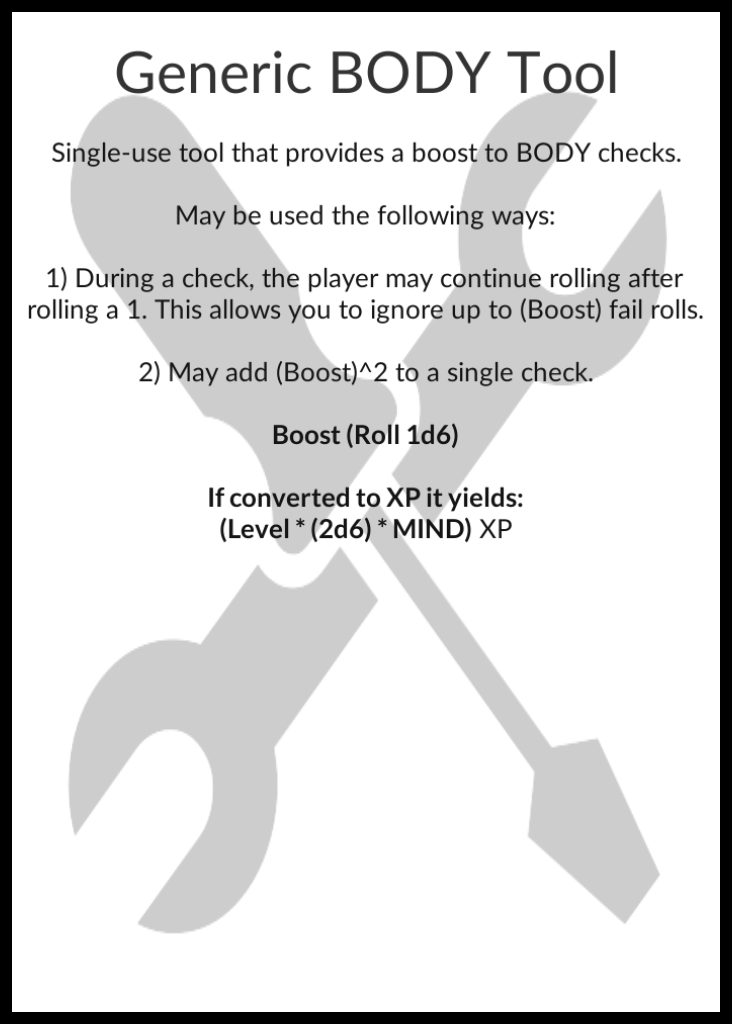 Generic BODY Tool
Single-use tool that provides a boost to BODY checks.
May be used the following ways:
1) During a check, the player may continue rolling after
rolling a 1. This allows you to ignore up to (Boost) fail rolls.
2) May add (Boost)^2 to a single check.
Boost (Roll 1d6)
If converted to XP it yields:
(Level * (2d6) * MIND) XP